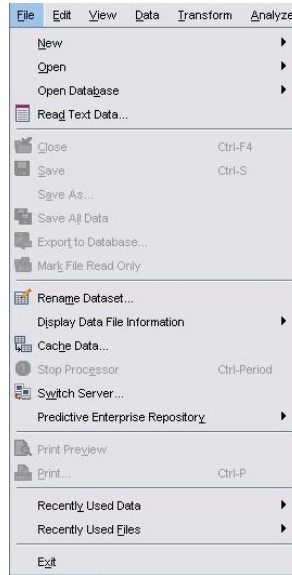 File Edit View Data Transform Analyze
New
Open
Open Database
Read Text Data...
Close Ctrl-F4
Save Ctrl-S
Save As...
Save All Data
Export to Database...
Mark File Read Only
Rename Dataset...
Display Data File Information
Cache Data...
Stop Processor Ctrl-Period
Switch Server...
Predictive Enterprise Repository
Print Preview
Print... Ctrl-P
Recently Used Data
Recently Used Files
Exit